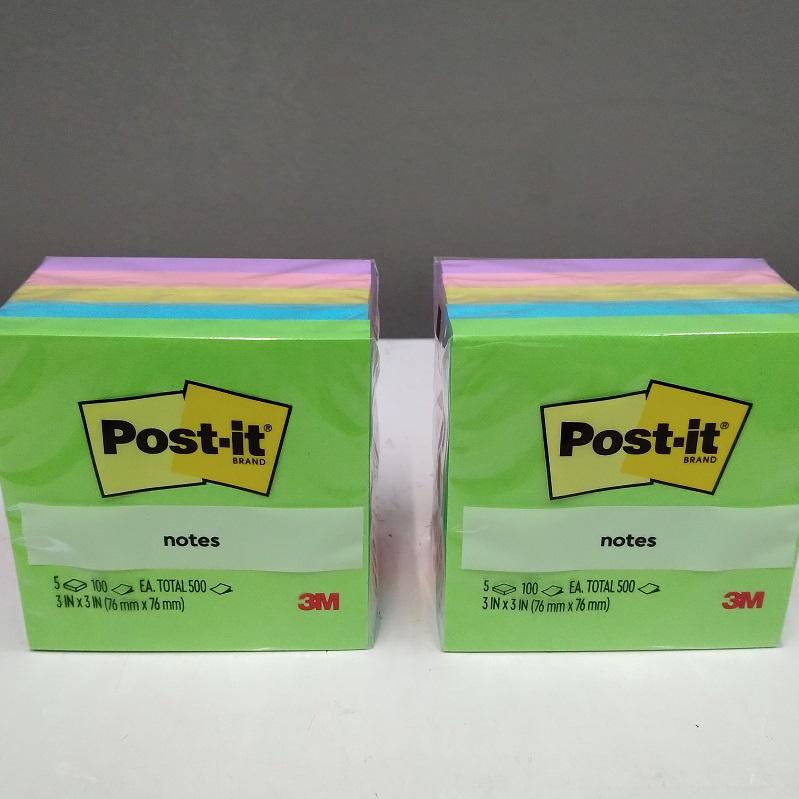 Post-it®
BRAND
notes
5 100 EA. TOTAL 500
3 IN x 3 IN (76 mm x 76 mm)
3M
Post-it®
BRAND
notes
5 100 EA. TOTAL 500
3 IN x 3 IN (76 mm x 76 mm)
3M